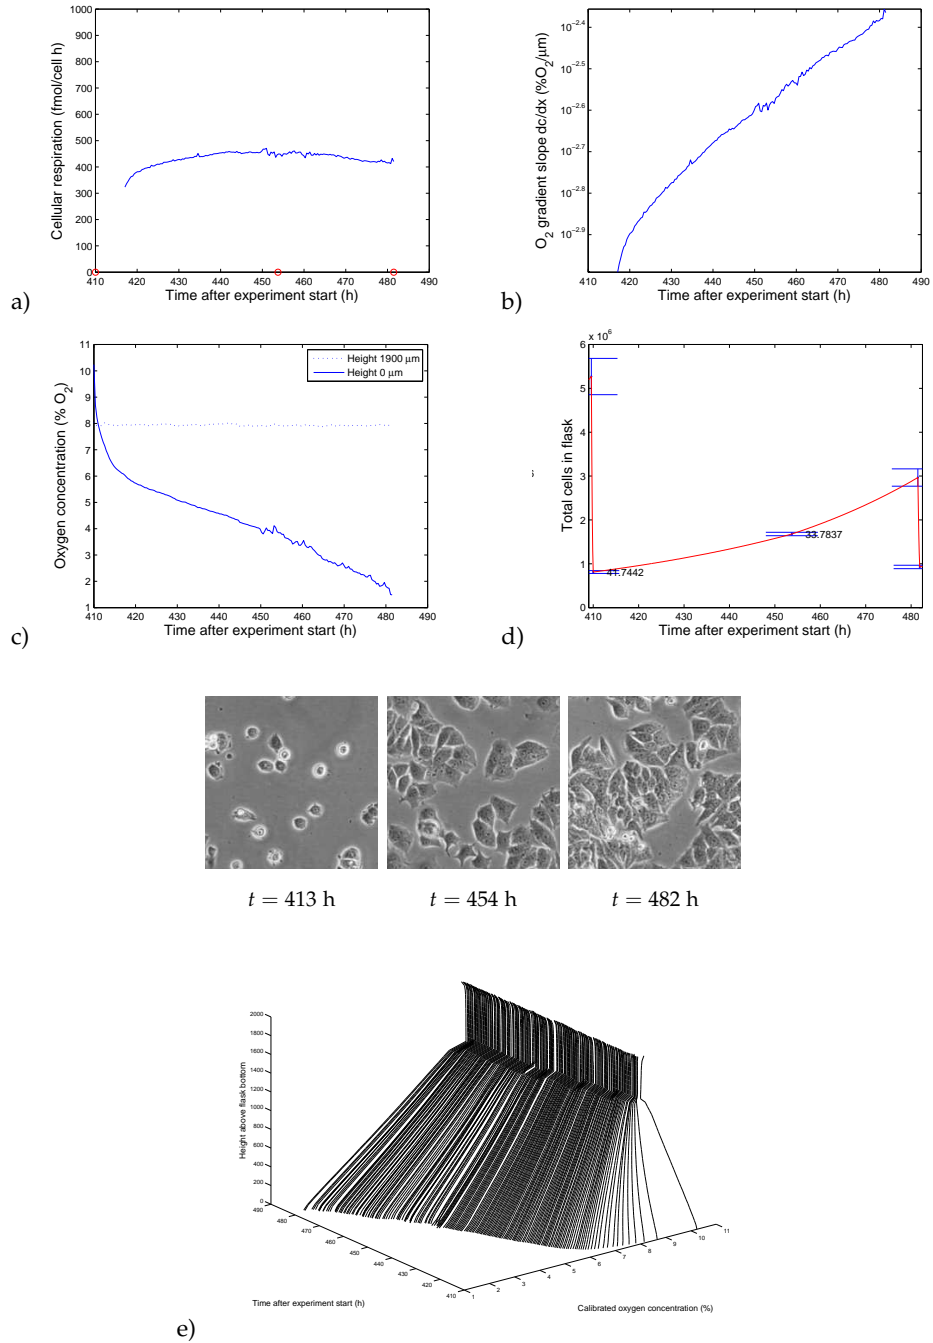 1000
900
800
700
600
500
400
300
200
100
0
410 420 430 440 450 460 470 480 490
Cellular respiration (fmol/cell h)
Time after experiment start (h)
a)
10^-2.4
10^-2.5
10^-2.6
10^-2.7
10^-2.8
10^-2.9
410 420 430 440 450 460 470 480 490
O2 gradient slope dc/dx (%O2/μm)
Time after experiment start (h)
b)
11
10
9
8
7
6
5
4
3
2
1
410 420 430 440 450 460 470 480 490
Height 1900 μm
Height 0 μm
Oxygen concentration (% O2)
Time after experiment start (h)
c)
x 10^6
6
5
4
3
2
1
0
410 420 430 440 450 460 470 480
41.7442
33.7837
Total cells in flask
Time after experiment start (h)
d)
t = 413 h
t = 454 h
t = 482 h
2000
1800
1600
1400
1200
1000
800
600
400
200
0
Height above flask bottom
490
480
470
460
450
440
430
420
410
Time after experiment start (h)
1
2
3
4
5
6
7
8
9
10
11
Calibrated oxygen concentration (%)
e)